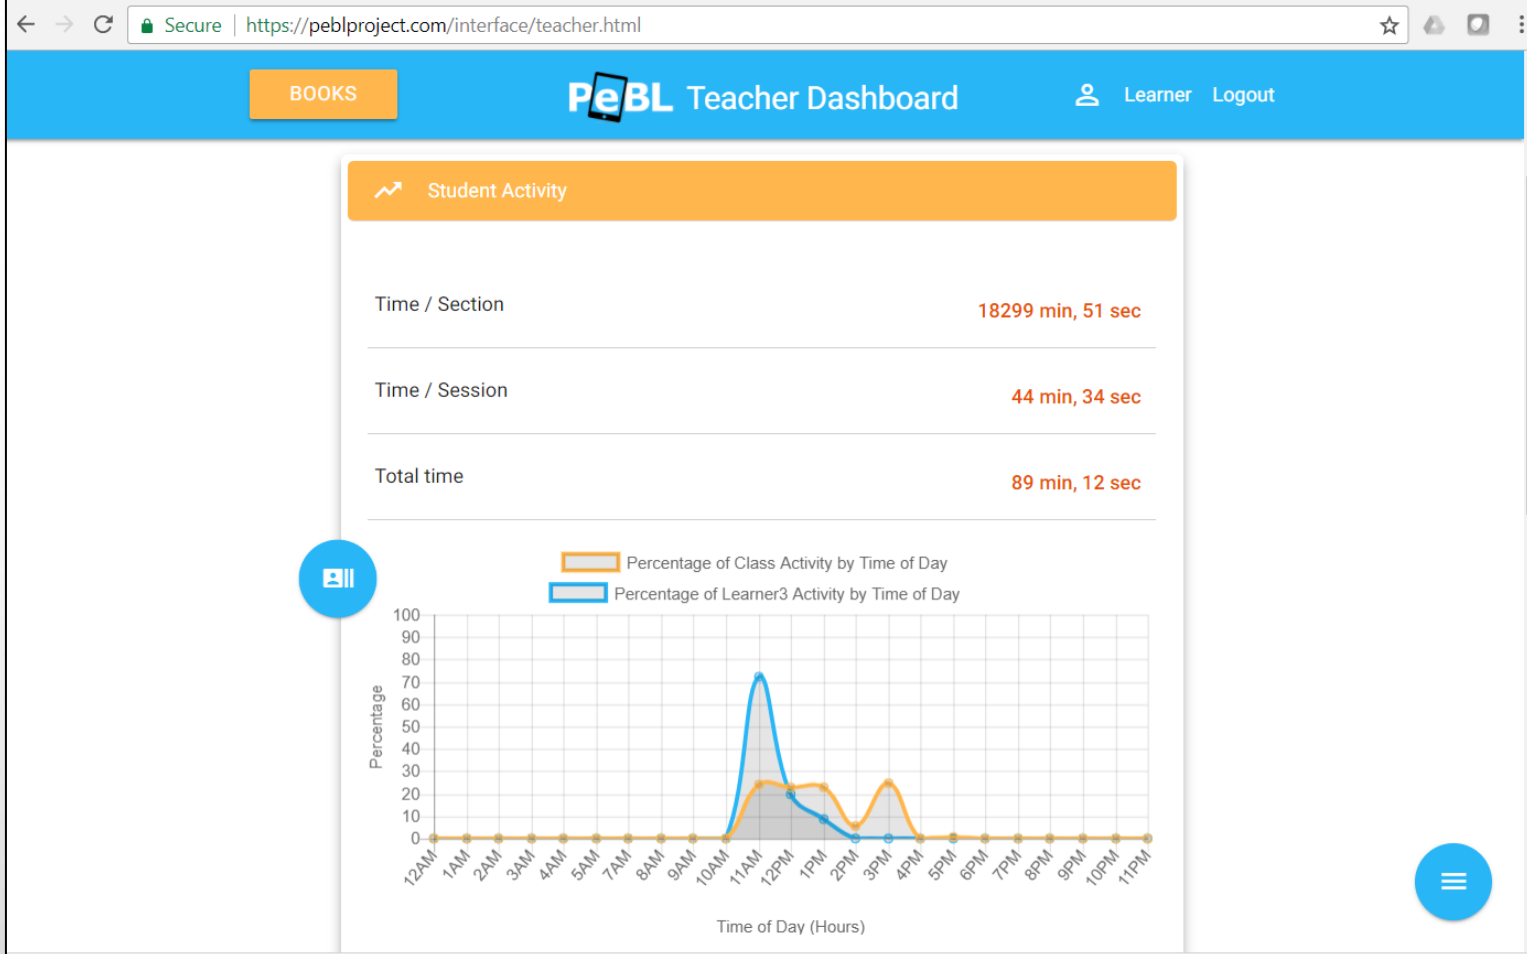 Secure https://peblproject.com/interface/teacher.html
BOOKS
PeBL Teacher Dashboard
Learner Logout
Student Activity
Time / Section 18299 min, 51 sec
Time / Session 44 min, 34 sec
Total time 89 min, 12 sec
Percentage of Class Activity by Time of Day
Percentage of Learner3 Activity by Time of Day
100
90
80
70
60
50
40
30
20
10
0
Percentage
12AM 1AM 2AM 3AM 4AM 5AM 7AM 8AM 9AM 10AM 11AM 12PM 1PM 2PM 3PM 4PM 5PM 6PM 7PM 8PM 9PM 10PM 11PM
Time of Day (Hours)